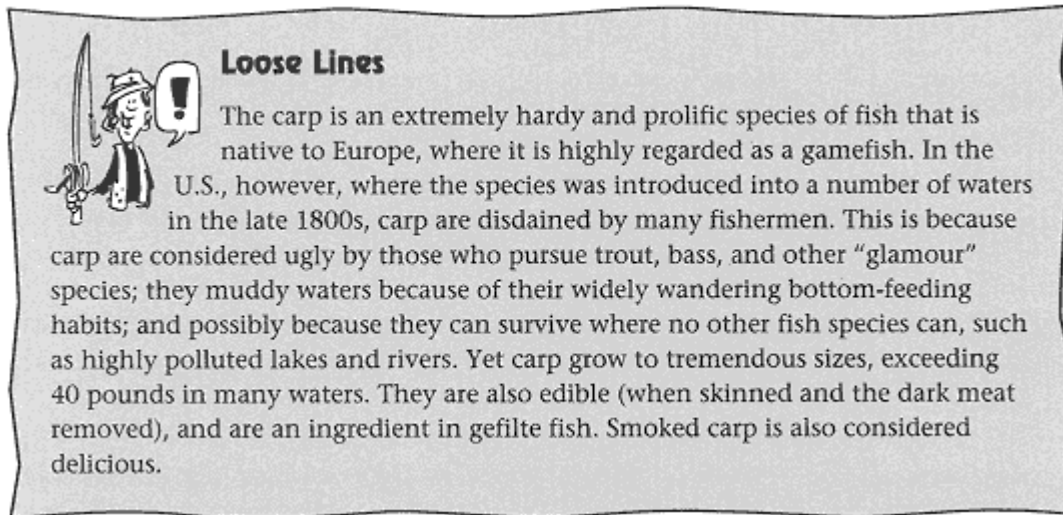 Loose Lines
!
The carp is an extremely hardy and prolific species of fish that is
native to Europe, where it is highly regarded as a gamefish. In the
U.S., however, where the species was introduced into a number of waters
in the late 1800s, carp are disdained by many fishermen. This is because
carp are considered ugly by those who pursue trout, bass, and other “glamour”
species; they muddy waters because of their widely wandering bottom-feeding
habits; and possibly because they can survive where no other fish species can, such
as highly polluted lakes and rivers. Yet carp grow to tremendous sizes, exceeding
40 pounds in many waters. They are also edible (when skinned and the dark meat
removed), and are an ingredient in gefilte fish. Smoked carp is also considered
delicious.